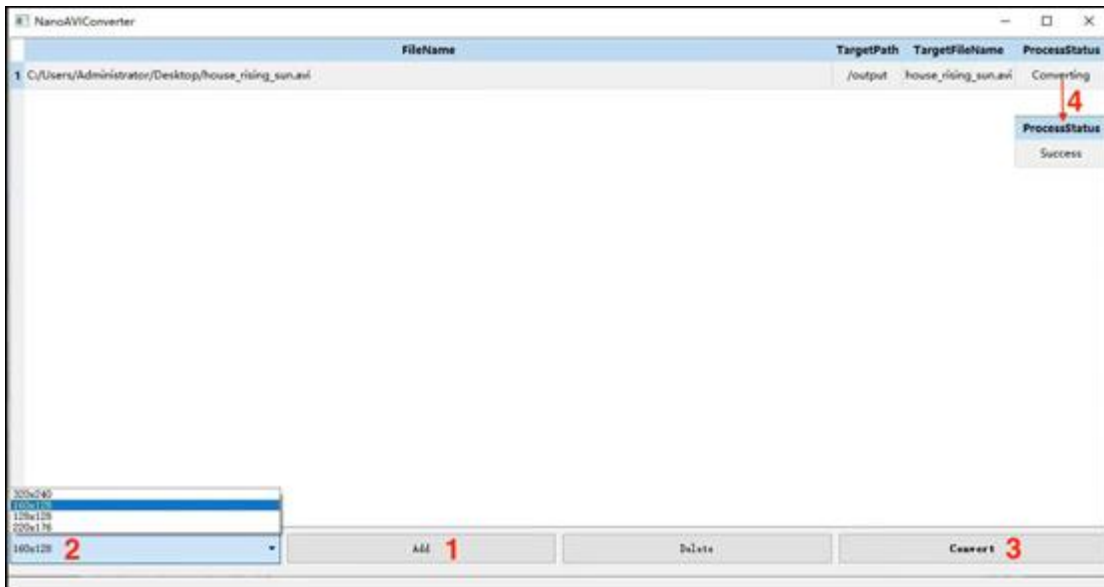 NanoAVIConverter
FileName TargetPath TargetFileName ProcessStatus
1 C:/Users/Administrator/Desktop/house_rising_sun.avi /output house_rising_sun.avi Converting
4
ProcessStatus
Success
320x240
160x128
128x128
220x176
160x128 2 Add 1 Delete Convert 3